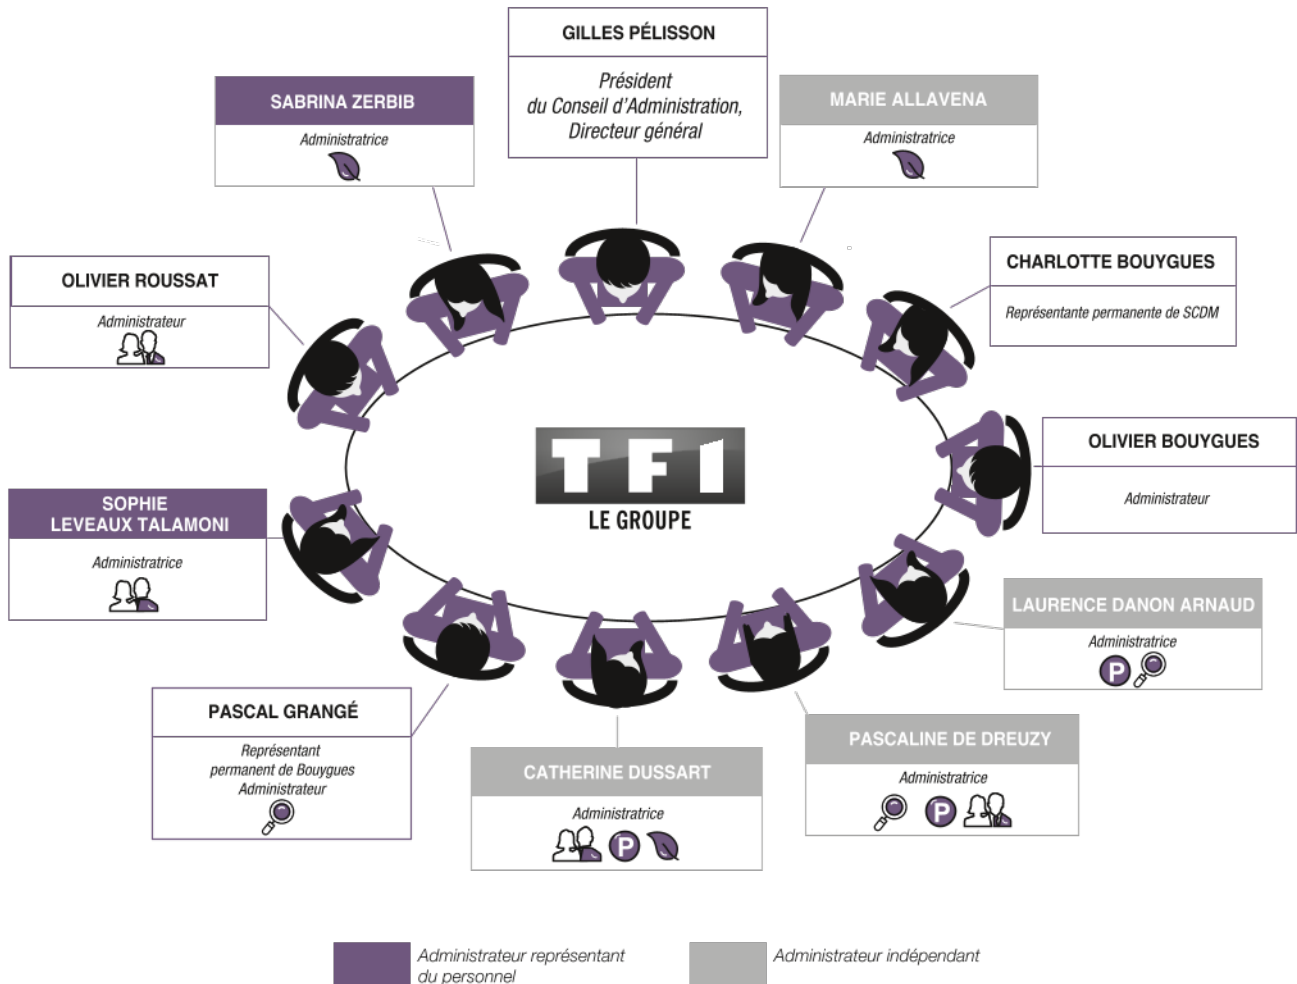 GILLES PÉLISSON
Président
du Conseil d'Administration,
Directeur général
SABRINA ZERBIB
Administratrice
MARIE ALLAVENA
Administratrice
OLIVIER ROUSSAT
Administrateur
CHARLOTTE BOUYGUES
Représentante permanente de SCDM
OLIVIER BOUYGUES
Administrateur
TF1
LE GROUPE
SOPHIE
LEVEAUX TALAMONI
Administratrice
LAURENCE DANON ARNAUD
Administratrice
P
PASCAL GRANGÉ
Représentant
permanent de Bouygues
Administrateur
CATHERINE DUSSART
Administratrice
P
PASCALINE DE DREUZY
Administratrice
P
Administrateur représentant
du personnel
Administrateur indépendant